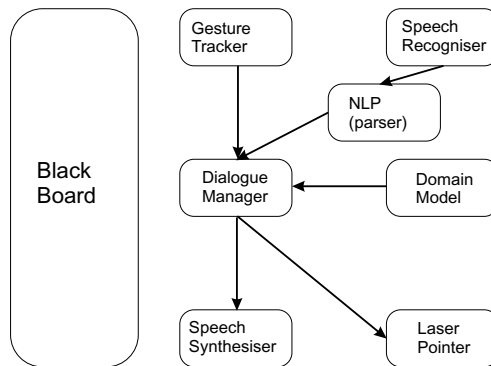 Gesture
Tracker
Speech
Recogniser
NLP
(parser)
Black
Board
Dialogue
Manager
Domain
Model
Speech
Synthesiser
Laser
Pointer